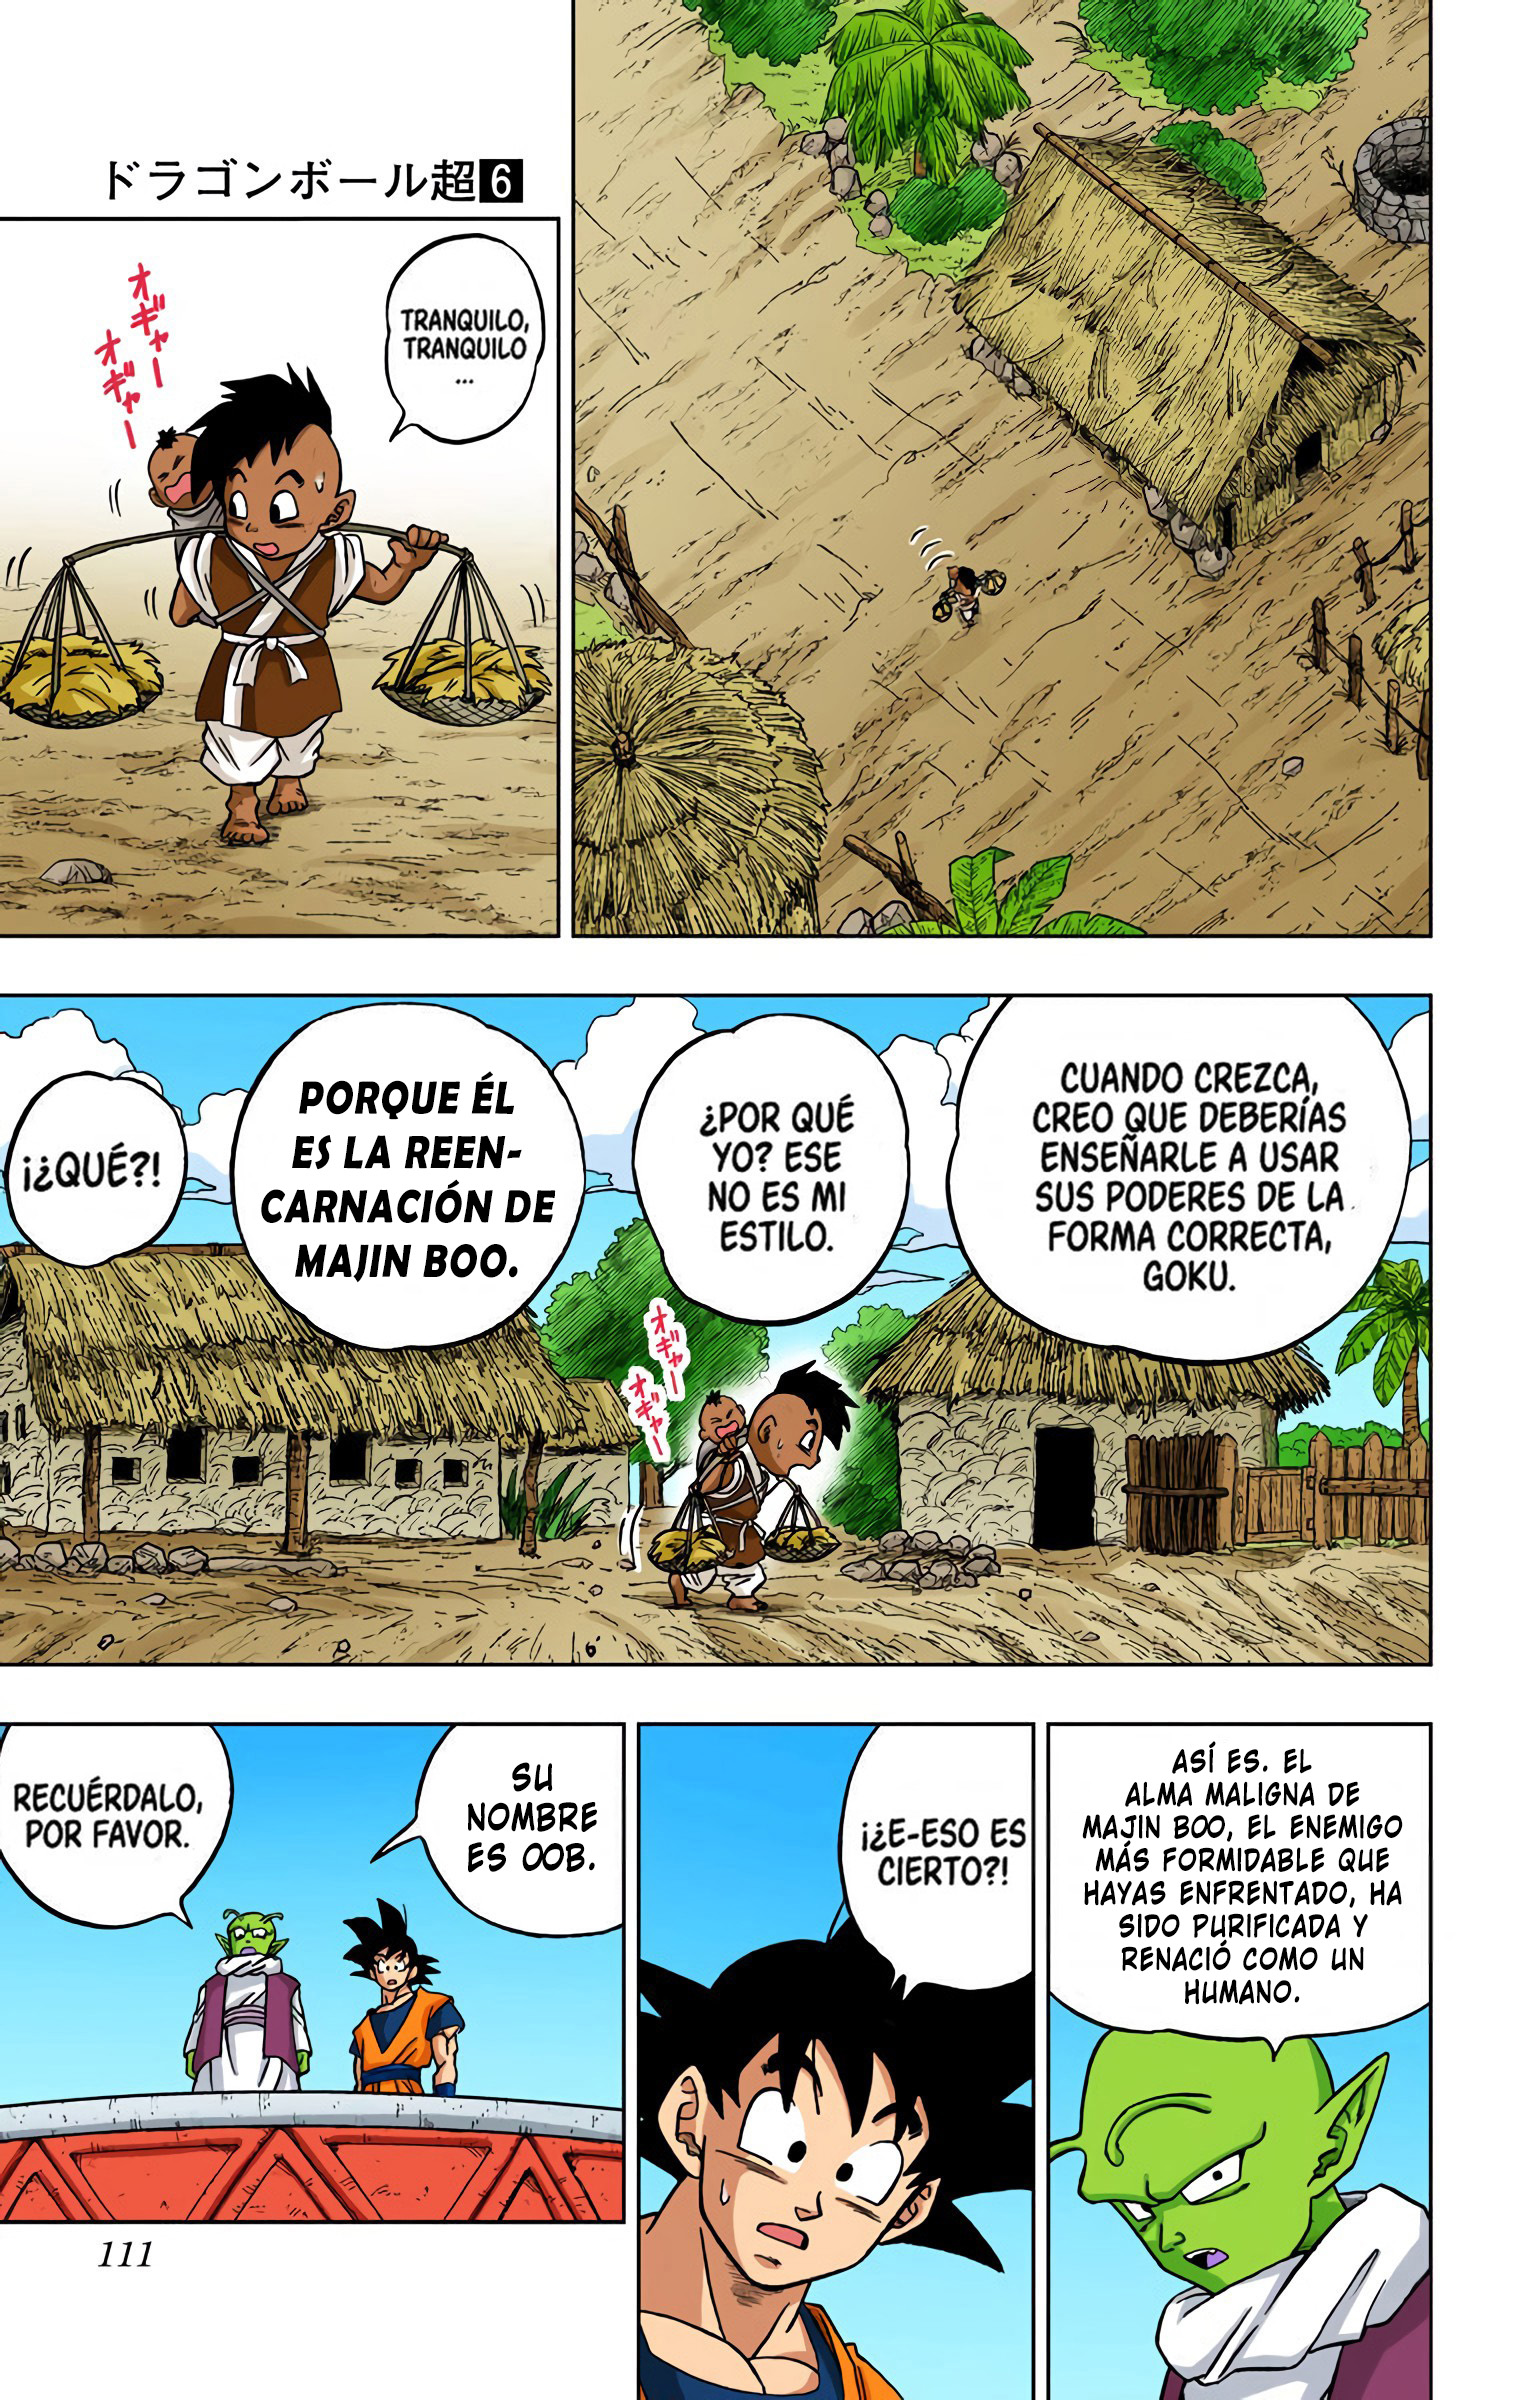 ドラゴンボール超6
オギャー
オギャー
TRANQUILO,
TRANQUILO
...
CUANDO CREZCA,
CREO QUE DEBERÍAS
ENSEÑARLE A USAR
SUS PODERES DE LA
FORMA CORRECTA,
GOKU.
¿POR QUÉ
YO? ESE
NO ES MI
ESTILO.
PORQUE ÉL
ES LA REEN-
CARNACIÓN DE
MAJIN BOO.
¡¿QUÉ?!
オギャー
オギャー
ASÍ ES. EL
ALMA MALIGNA DE
MAJIN BOO, EL ENEMIGO
MÁS FORMIDABLE QUE
HAYAS ENFRENTADO, HA
SIDO PURIFICADA Y
RENACIÓ COMO UN
HUMANO.
¡¿E-ESO ES
CIERTO?!
SU
NOMBRE
ES OOB.
RECUÉRDALO,
POR FAVOR.
111